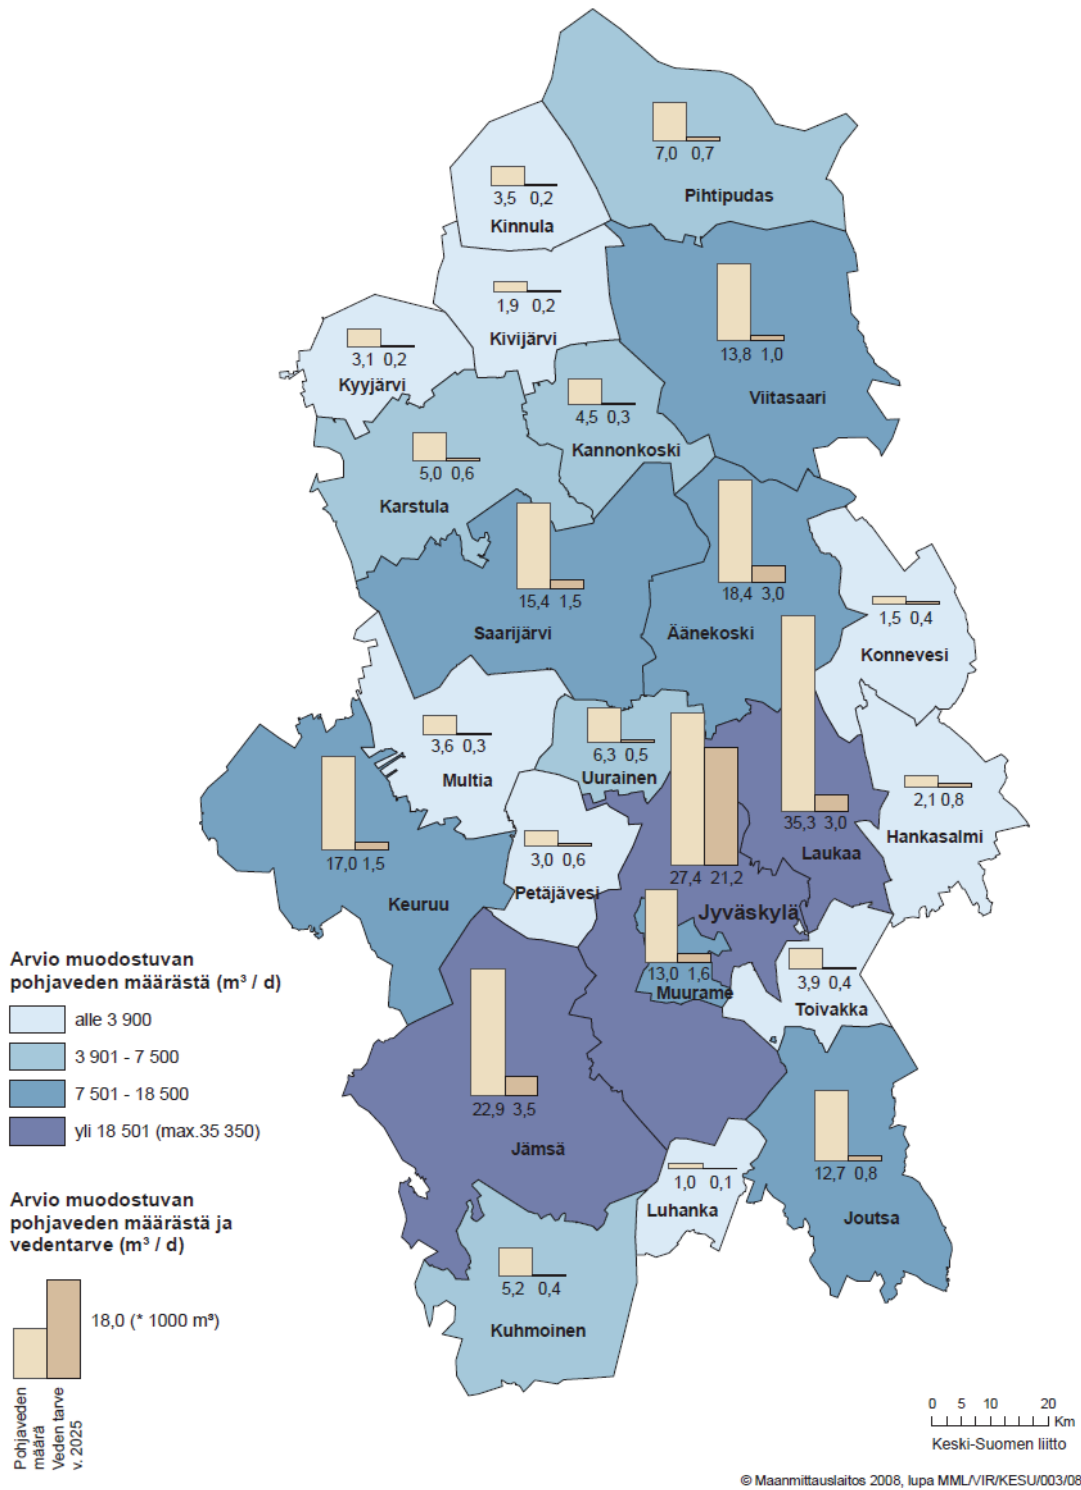 7,0 0,7
Pihtipudas
3,5 0,2
Kinnula
1,9 0,2
Kivijärvi
13,8 1,0
Viitasaari
3,1 0,2
Kyyjärvi
4,5 0,3
Kannonkoski
5,0 0,6
Karstula
15,4 1,5
Saarijärvi
18,4 3,0
Äänekoski
1,5 0,4
Konnevesi
3,6 0,3
Multia
6,3 0,5
Uurainen
35,3 3,0
Laukaa
2,1 0,8
Hankasalmi
17,0 1,5
Keuruu
3,0 0,6
Petäjävesi
27,4 21,2
Jyväskylä
13,0 1,6
Muurame
3,9 0,4
Toivakka
22,9 3,5
Jämsä
1,0 0,1
Luhanka
12,7 0,8
Joutsa
5,2 0,4
Kuhmoinen
Arvio muodostuvan
pohjaveden määrästä (m³ / d)
alle 3 900
3 901 - 7 500
7 501 - 18 500
yli 18 501 (max.35 350)
Arvio muodostuvan
pohjaveden määrästä ja
vedentarve (m³ / d)
18,0 (* 1000 m³)
Pohjaveden
määrä
Veden tarve
v. 2025
0 5 10 20
Km
Keski-Suomen liitto
© Maanmittauslaitos 2008, lupa MML/VIR/KESU/003/08